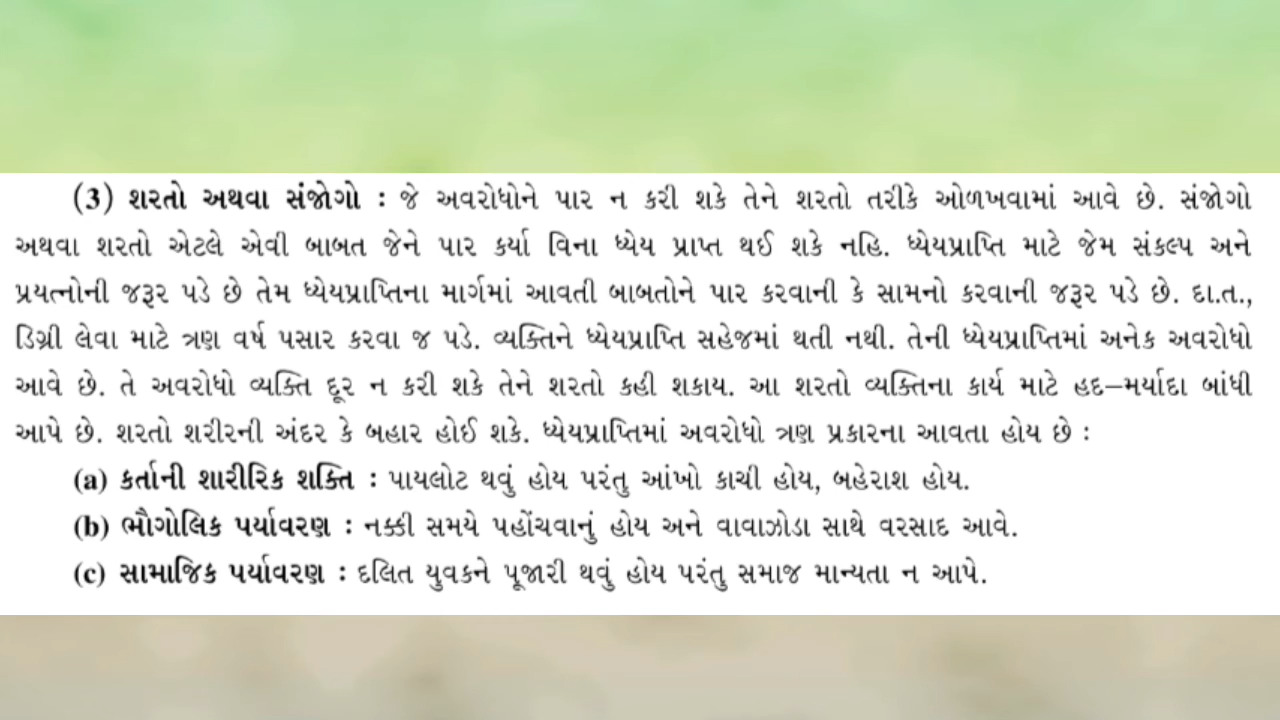 (3) શરતો અથવા સંજોગો : જે અવરોધોને પાર ન કરી શકે તેને શરતો તરીકે ઓળખવામાં આવે છે. સંજોગો
અથવા શરતો એટલે એવી બાબત જેને પાર કર્યા વિના ધ્યેય પ્રાપ્ત થઈ શકે નહિ. ધ્યેયપ્રાપ્તિ માટે જેમ સંકલ્પ અને
પ્રયત્નોની જરૂર પડે છે તેમ ધ્યેયપ્રાપ્તિના માર્ગમાં આવતી બાબતોને પાર કરવાની કે સામનો કરવાની જરૂર પડે છે. દા.ત.,
ડિગ્રી લેવા માટે ત્રણ વર્ષ પસાર કરવા જ પડે. વ્યક્તિને ધ્યેયપ્રાપ્તિ સહેજમાં થતી નથી. તેની ધ્યેયપ્રાપ્તિમાં અનેક અવરોધો
આવે છે. તે અવરોધો વ્યક્તિ દૂર ન કરી શકે તેને શરતો કહી શકાય. આ શરતો વ્યક્તિના કાર્ય માટે હદ–મર્યાદા બાંધી
આપે છે. શરતો શરીરની અંદર કે બહાર હોઈ શકે. ધ્યેયપ્રાપ્તિમાં અવરોધો ત્રણ પ્રકારના આવતા હોય છે :
(a) કર્તાની શારીરિક શક્તિ : પાયલોટ થવું હોય પરંતુ આંખો કાચી હોય, બહેરાશ હોય.
(b) ભૌગોલિક પર્યાવરણ : નક્કી સમયે પહોંચવાનું હોય અને વાવાઝોડા સાથે વરસાદ આવે.
(c) સામાજિક પર્યાવરણ : દલિત યુવકને પૂજારી થવું હોય પરંતુ સમાજ માન્યતા ન આપે.